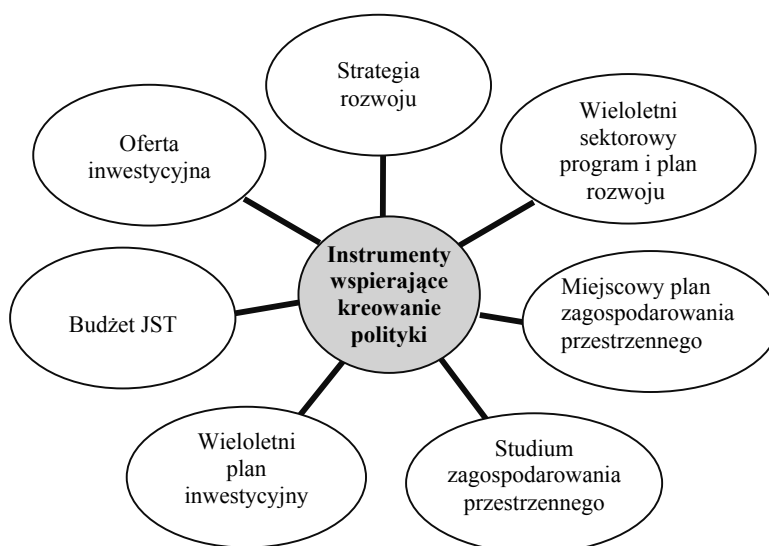 Strategia
rozwoju
Wieloletni
sektorowy
program i plan
rozwoju
Miejscowy plan
zagospodarowania
przestrzennego
Studium
zagospodarowania
przestrzennego
Wieloletni
plan
inwestycyjny
Budżet JST
Oferta
inwestycyjna
Instrumenty
wspierające
kreowanie
polityki